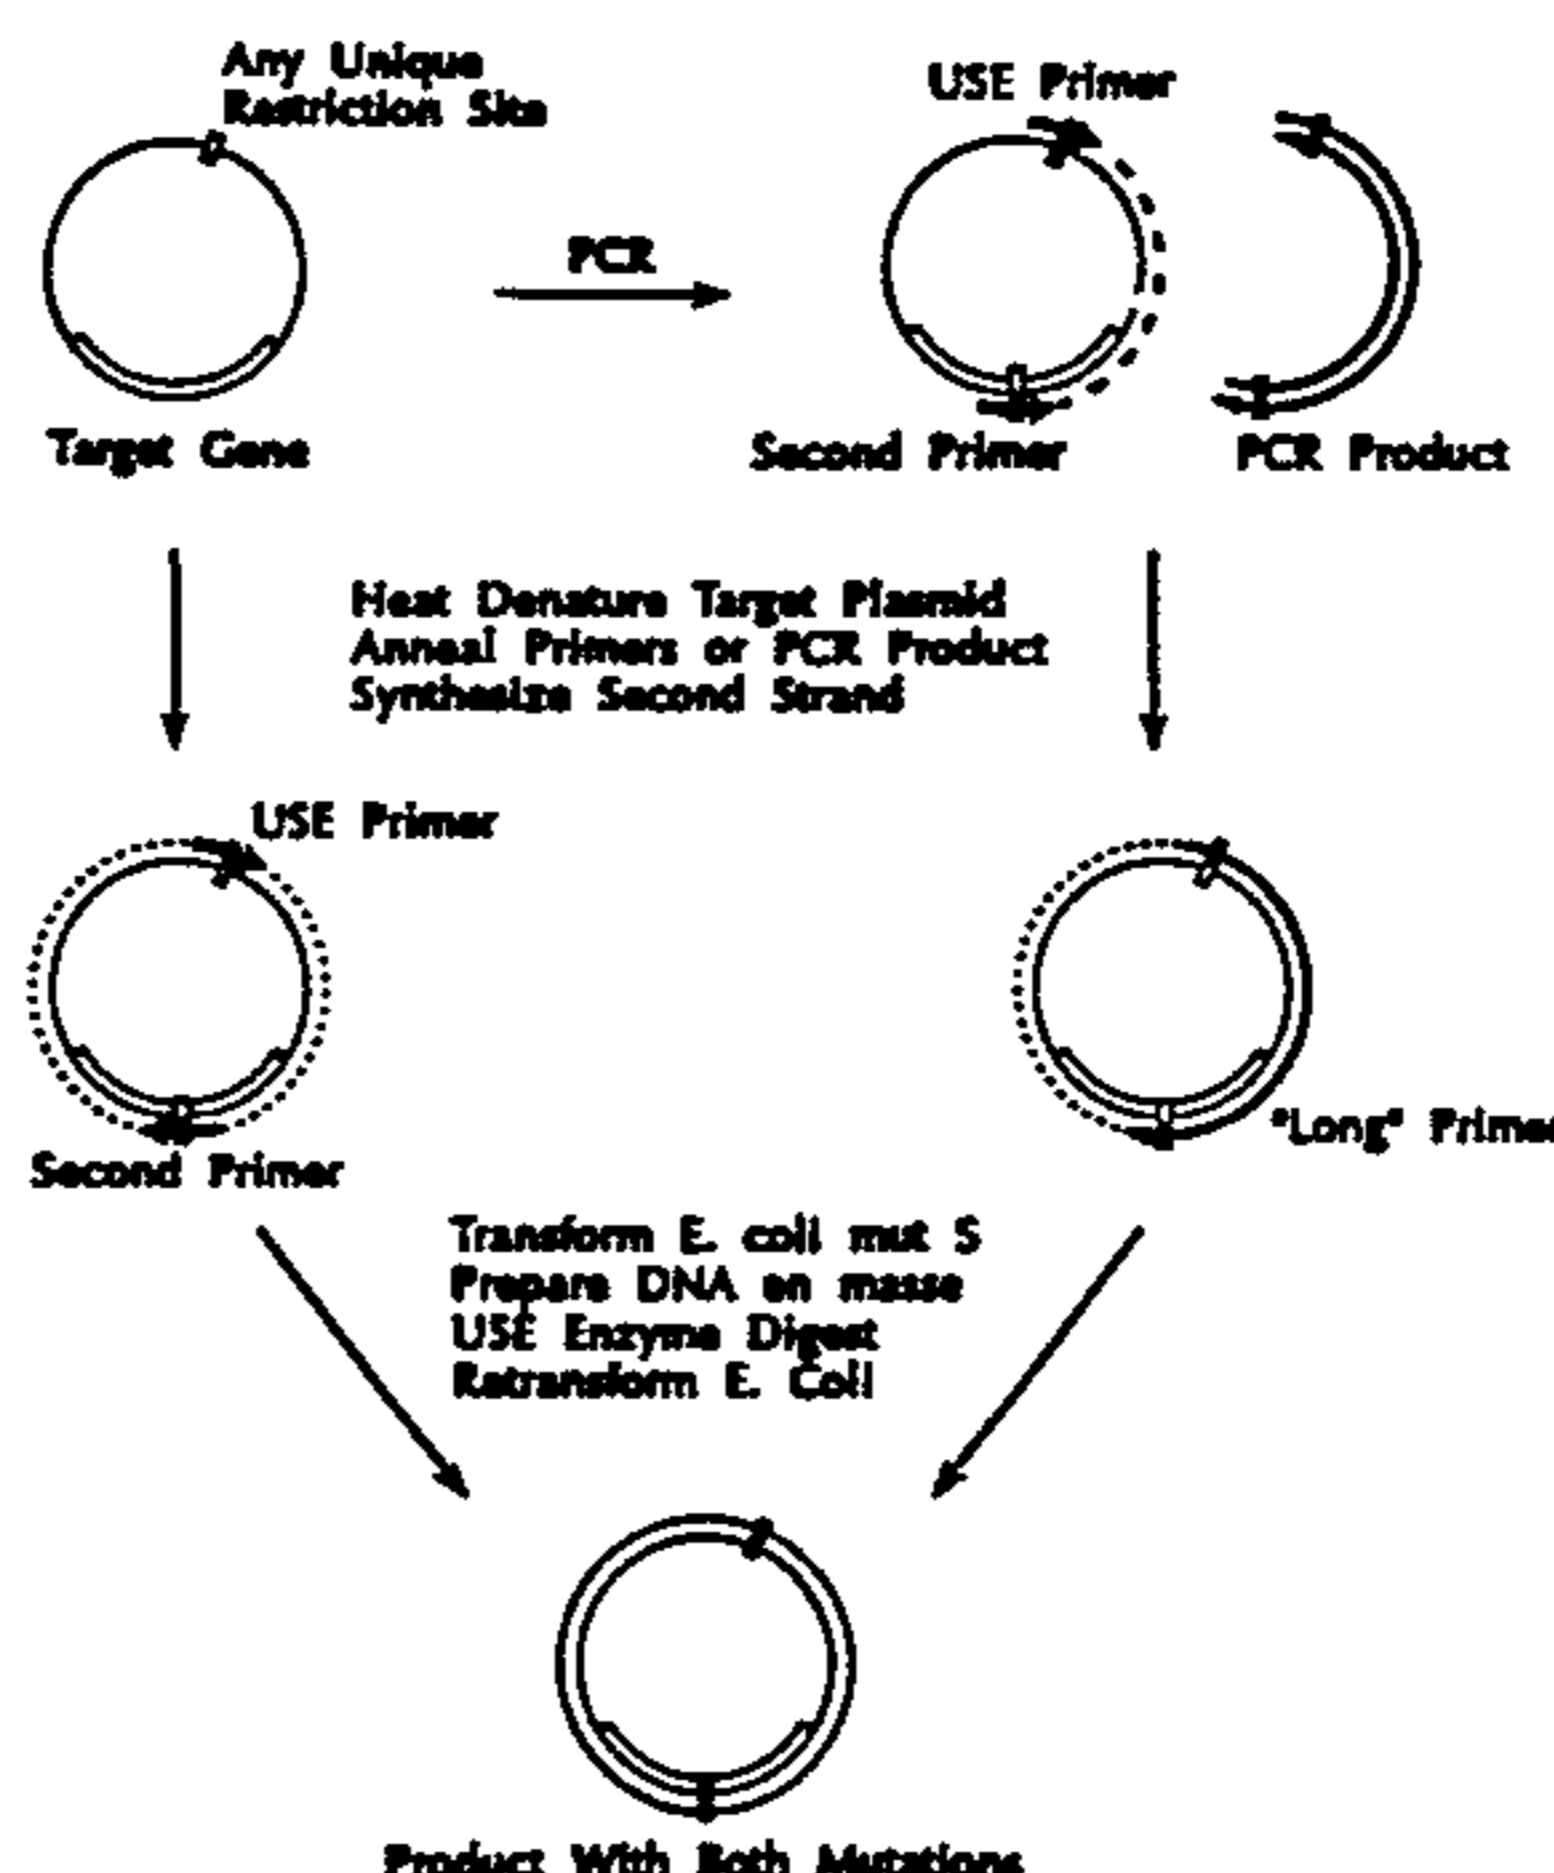 Any Unique
Restriction Site
USE Primer
PCR
Target Gene
Second Primer
PCR Product
Heat Denature Target Plasmid
Anneal Primers or PCR Product
Synthesize Second Strand
USE Primer
Second Primer
"Long" Primer
Transform E. coli mut S
Prepare DNA en masse
USE Enzyme Digest
Retransform E. Coli
Product With Both Mutations